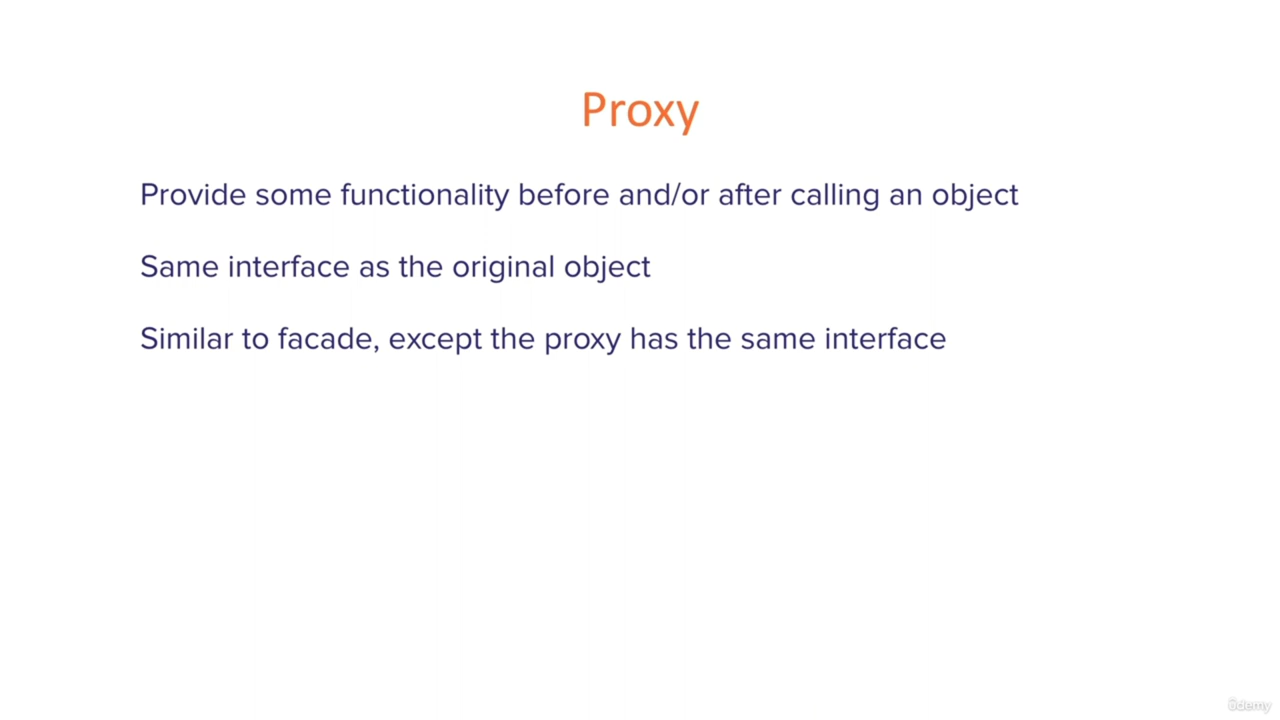 Proxy
Provide some functionality before and/or after calling an object
Same interface as the original object
Similar to facade, except the proxy has the same interface
ûdemy